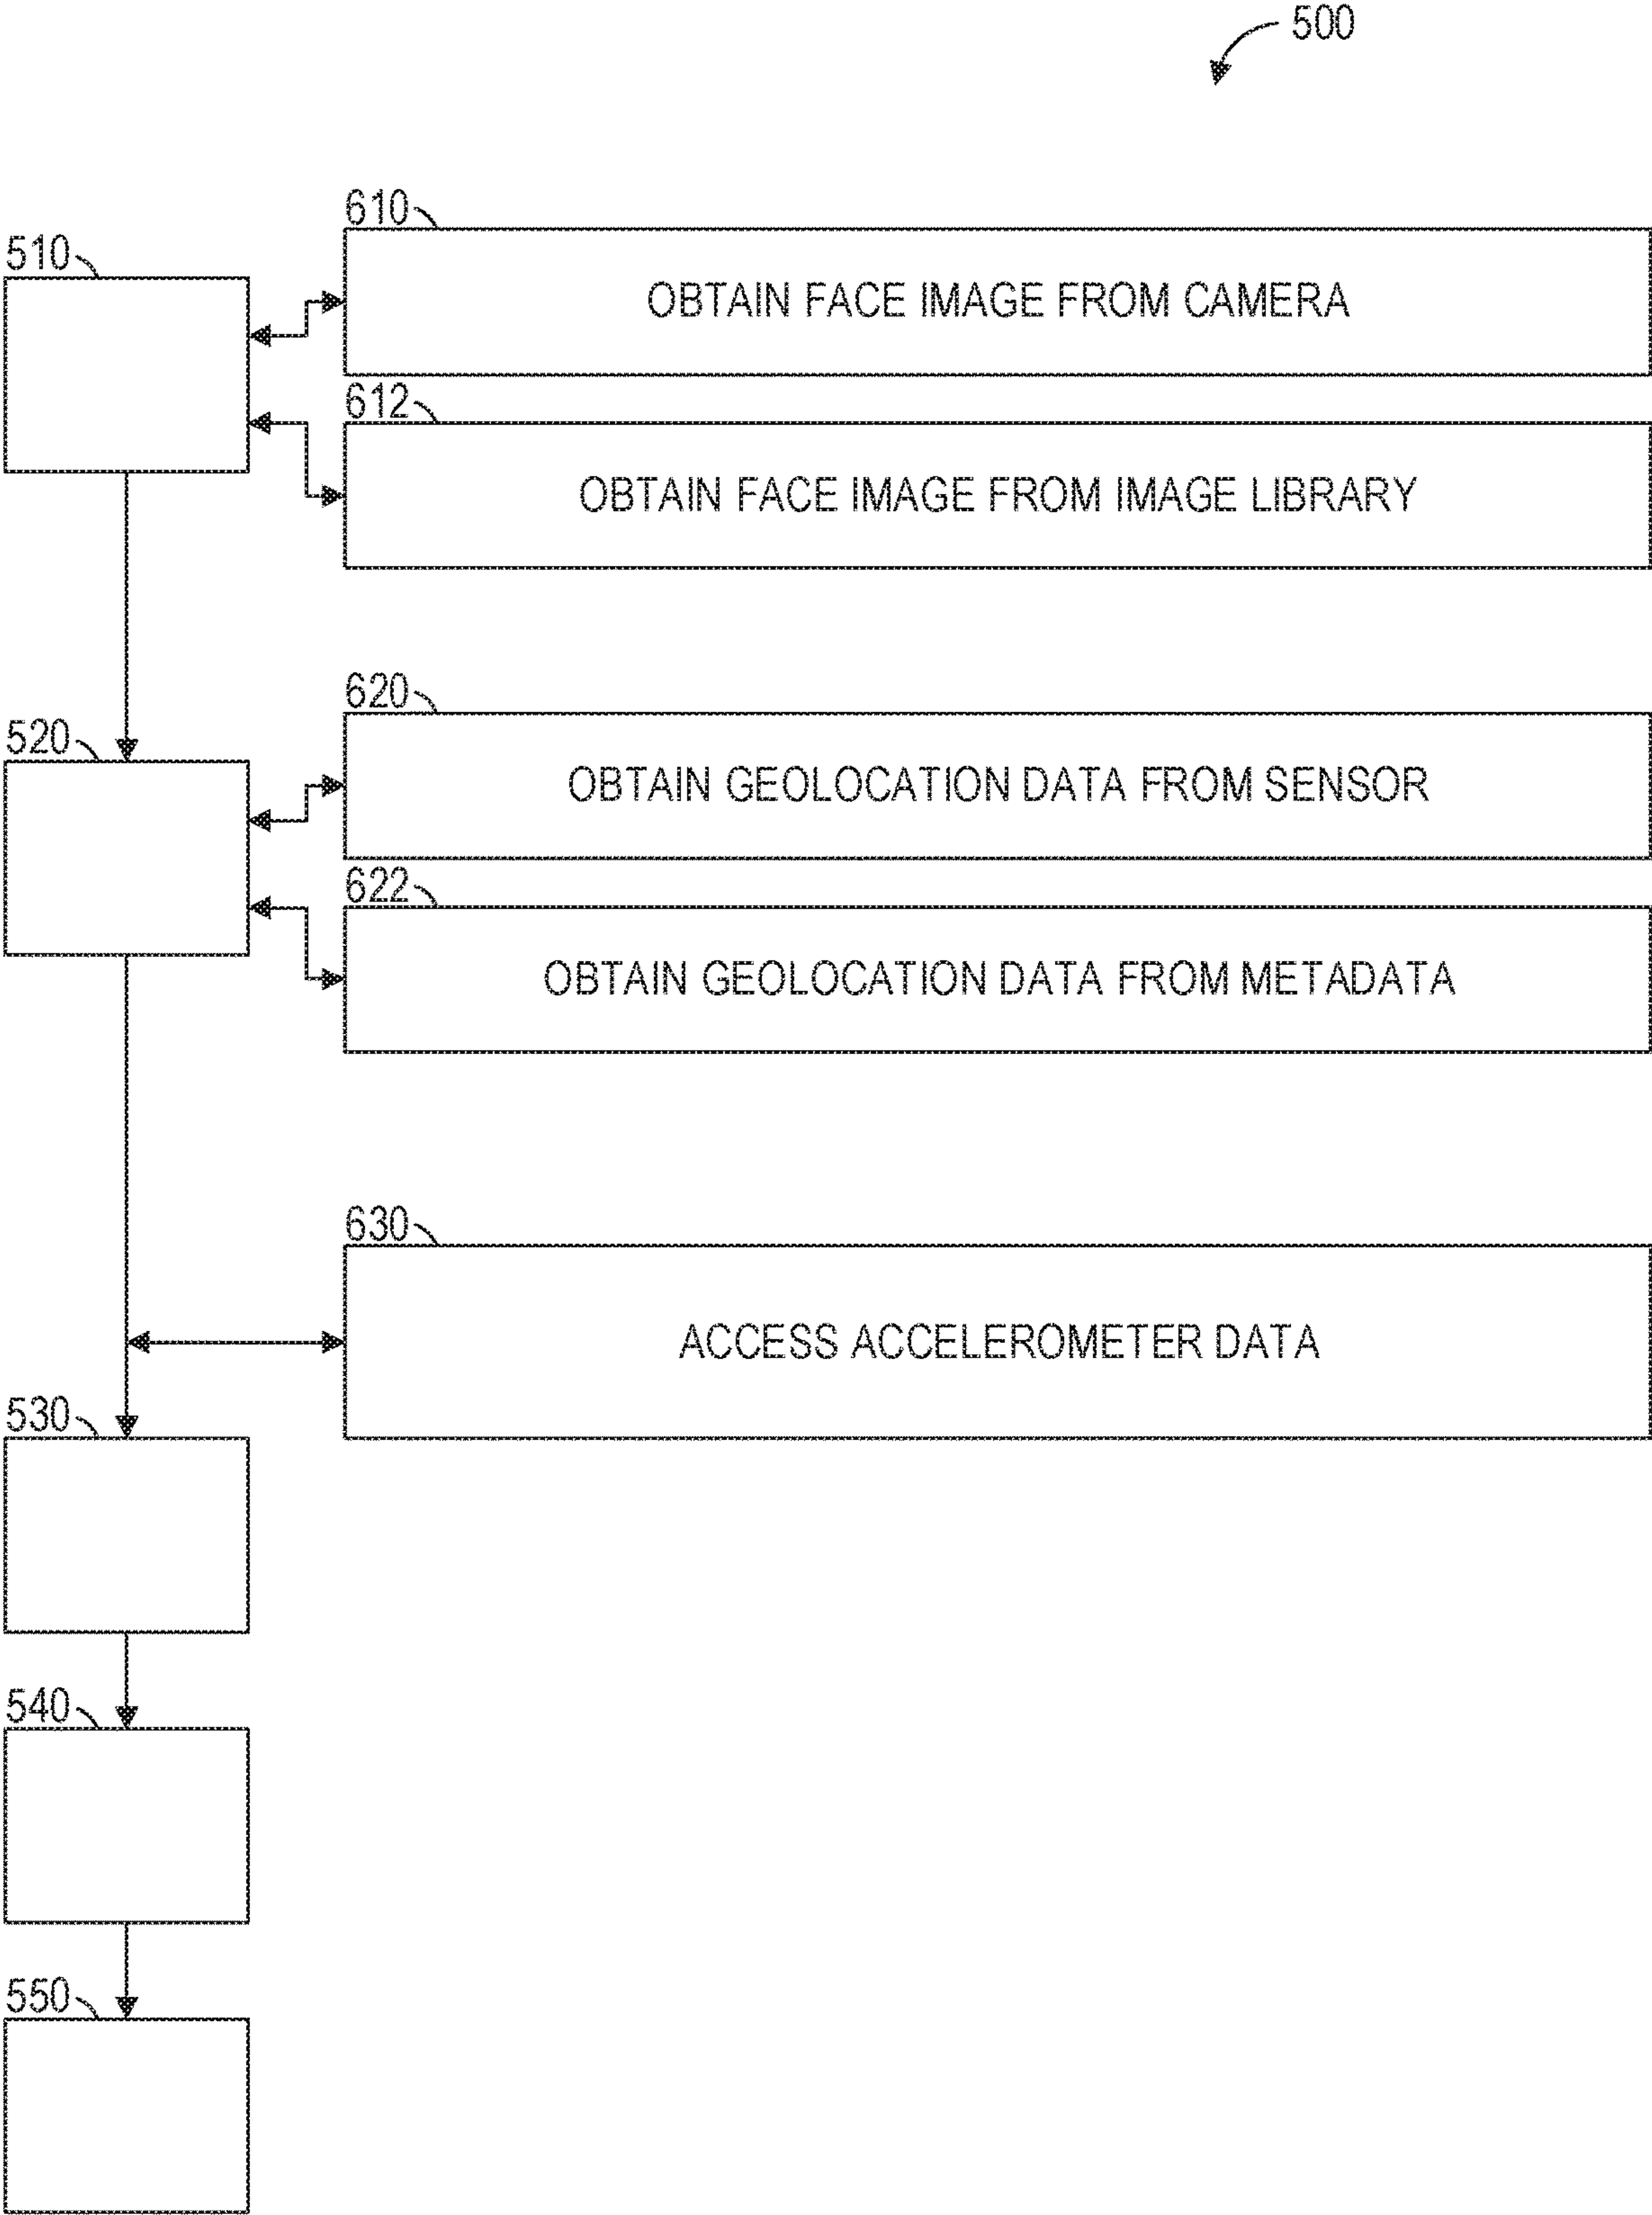 500
610
510
OBTAIN FACE IMAGE FROM CAMERA
612
OBTAIN FACE IMAGE FROM IMAGE LIBRARY
620
520
OBTAIN GEOLOCATION DATA FROM SENSOR
622
OBTAIN GEOLOCATION DATA FROM METADATA
630
ACCESS ACCELEROMETER DATA
530
540
550